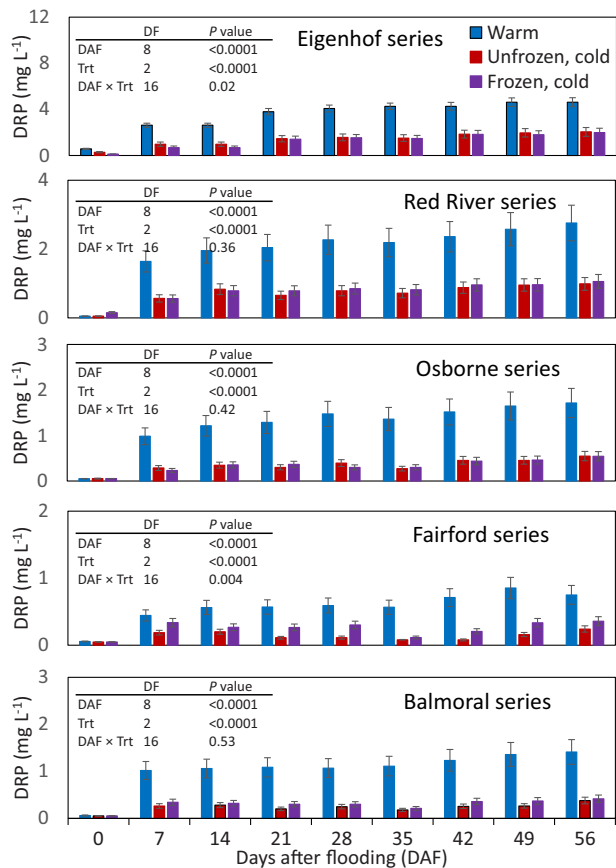 Eigenhof series
Warm
Unfrozen, cold
Frozen, cold
DF P value
DAF 8 <0.0001
Trt 2 <0.0001
DAF × Trt 16 0.02
DRP (mg L⁻¹)
12
8
4
0
Red River series
DF P value
DAF 8 <0.0001
Trt 2 <0.0001
DAF × Trt 16 0.36
DRP (mg L⁻¹)
4
2
0
Osborne series
DF P value
DAF 8 <0.0001
Trt 2 <0.0001
DAF × Trt 16 0.42
DRP (mg L⁻¹)
3
2
1
0
Fairford series
DF P value
DAF 8 <0.0001
Trt 2 <0.0001
DAF × Trt 16 0.004
DRP (mg L⁻¹)
2
1
0
Balmoral series
DF P value
DAF 8 <0.0001
Trt 2 <0.0001
DAF × Trt 16 0.53
DRP (mg L⁻¹)
3
2
1
0
0 7 14 21 28 35 42 49 56
Days after flooding (DAF)